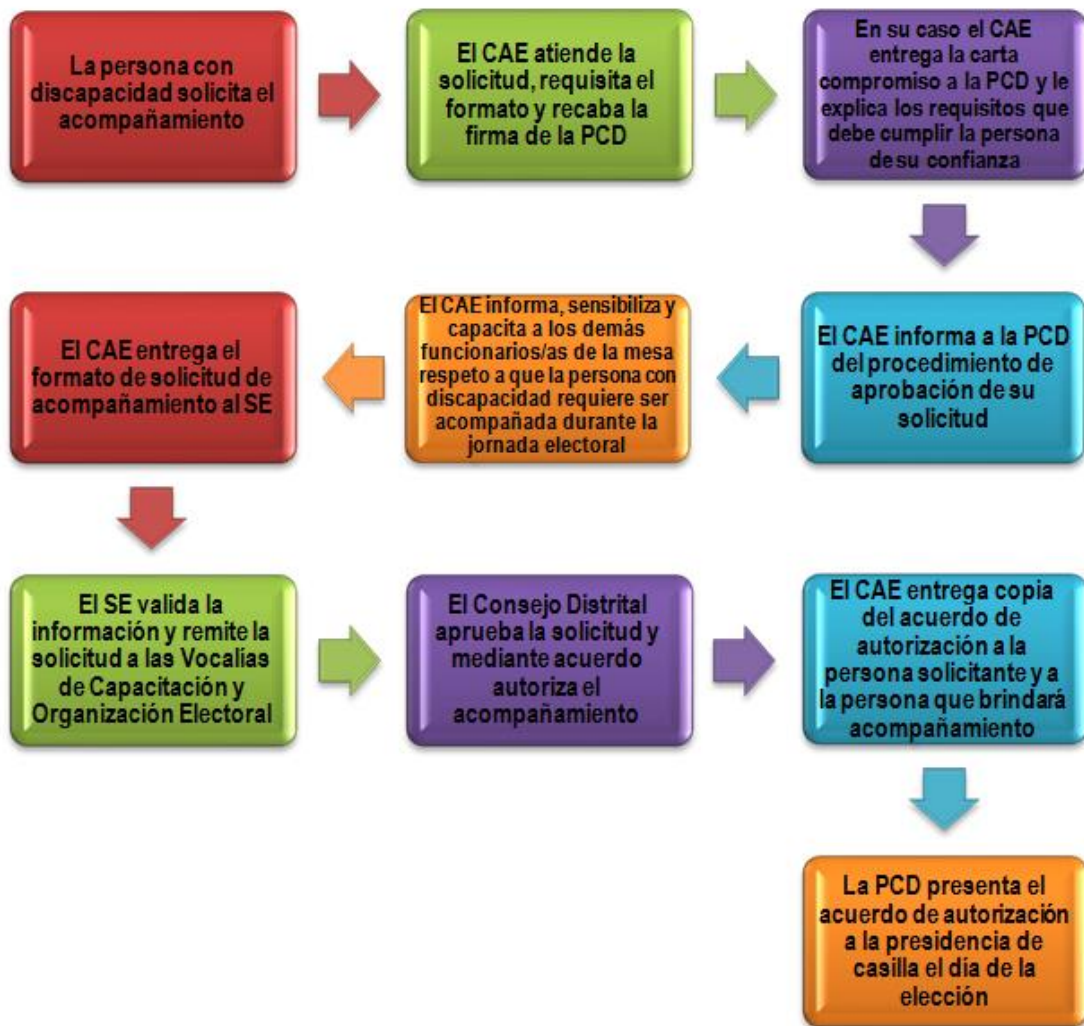 La persona con
discapacidad solicita el
acompañamiento
El CAE atiende la
solicitud, requisita el
formato y recaba la
firma de la PCD
En su caso el CAE
entrega la carta
compromiso a la PCD y le
explica los requisitos que
debe cumplir la persona
de su confianza
El CAE informa a la PCD
del procedimiento de
aprobación de su
solicitud
El CAE informa, sensibiliza y
capacita a los demás
funcionarios/as de la mesa
respeto a que la persona con
discapacidad requiere ser
acompañada durante la
jornada electoral
El CAE entrega el
formato de solicitud de
acompañamiento al SE
El SE valida la
información y remite la
solicitud a las Vocalías
de Capacitación y
Organización Electoral
El Consejo Distrital
aprueba la solicitud y
mediante acuerdo
autoriza el
acompañamiento
El CAE entrega copia
del acuerdo de
autorización a la
persona solicitante y a
la persona que brindará
acompañamiento
La PCD presenta el
acuerdo de autorización
a la presidencia de
casilla el día de la
elección